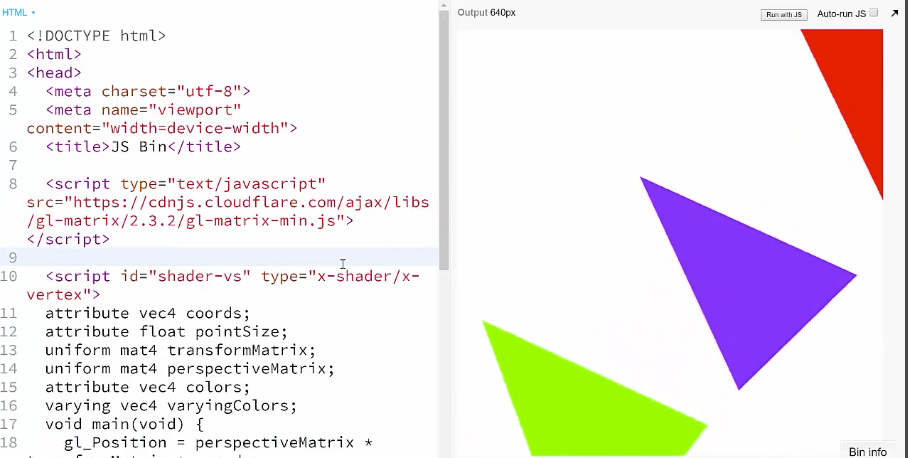 HTML
Output 640px
Run with JS
Auto-run JS
1 <!DOCTYPE html>
2 <html>
3 <head>
4 <meta charset="utf-8">
5 <meta name="viewport"
content="width=device-width">
6 <title>JS Bin</title>
7
8 <script type="text/javascript"
src="https://cdnjs.cloudflare.com/ajax/libs
/gl-matrix/2.3.2/gl-matrix-min.js">
</script>
9
10 <script id="shader-vs" type="x-shader/x-
vertex">
11 attribute vec4 coords;
12 attribute float pointSize;
13 uniform mat4 transformMatrix;
14 uniform mat4 perspectiveMatrix;
15 attribute vec4 colors;
16 varying vec4 varyingColors;
17 void main(void) {
18 gl_Position = perspectiveMatrix *
Bin info